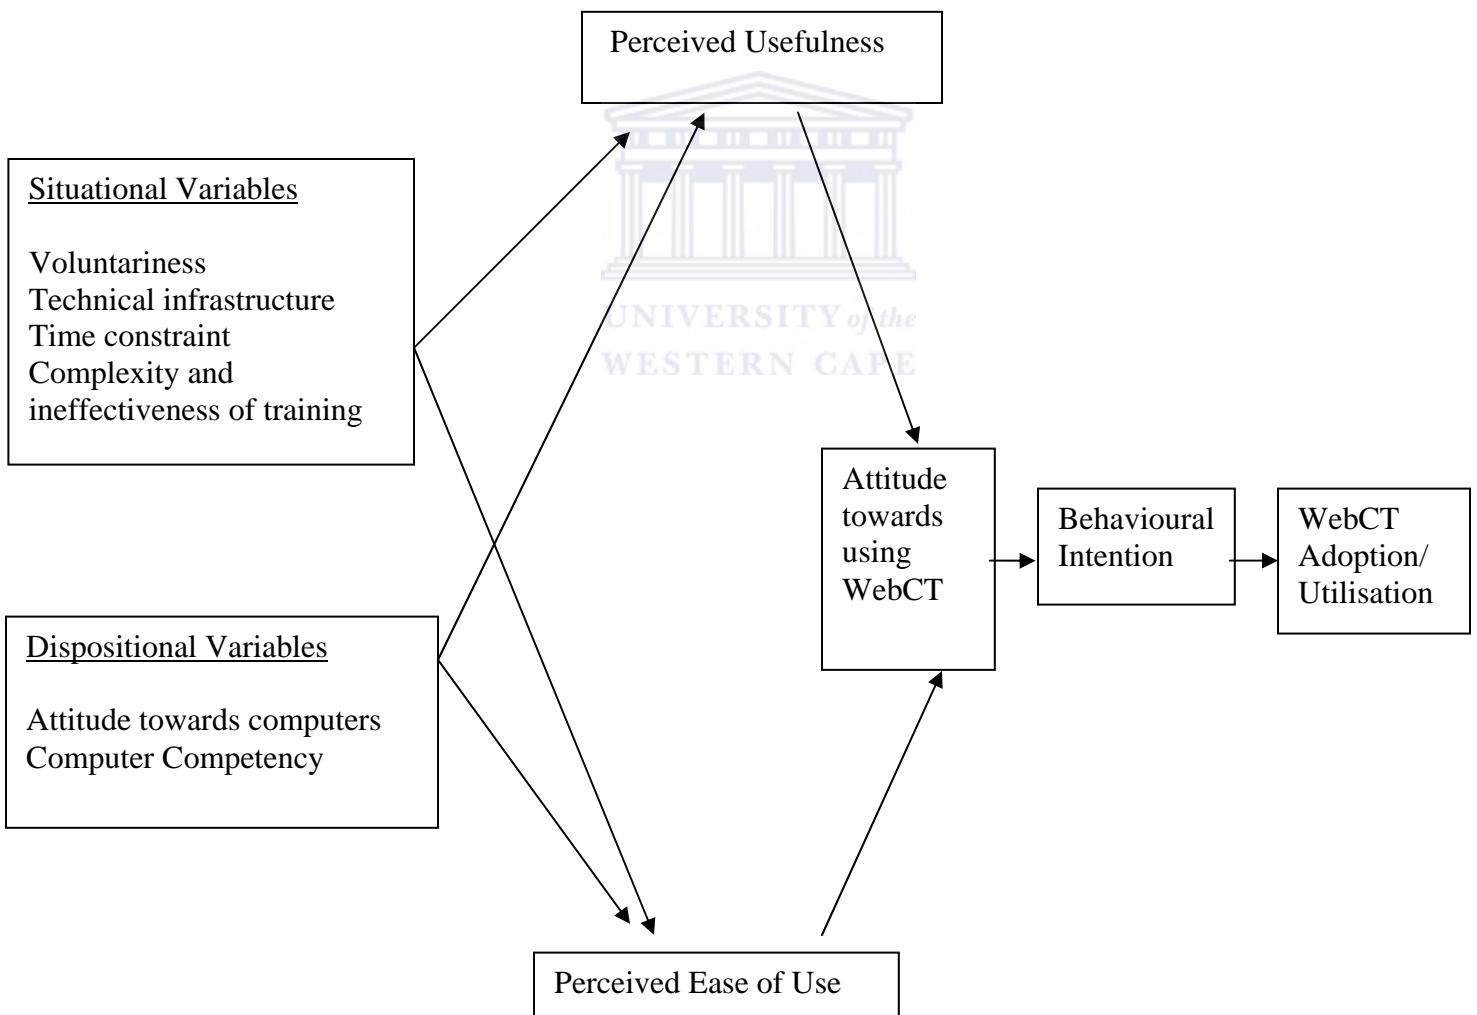 Perceived Usefulness
UNIVERSITY of the
WESTERN CAPE
Situational Variables
Voluntariness
Technical infrastructure
Time constraint
Complexity and
ineffectiveness of training
Dispositional Variables
Attitude towards computers
Computer Competency
Attitude
towards
using
WebCT
Behavioural
Intention
WebCT
Adoption/
Utilisation
Perceived Ease of Use